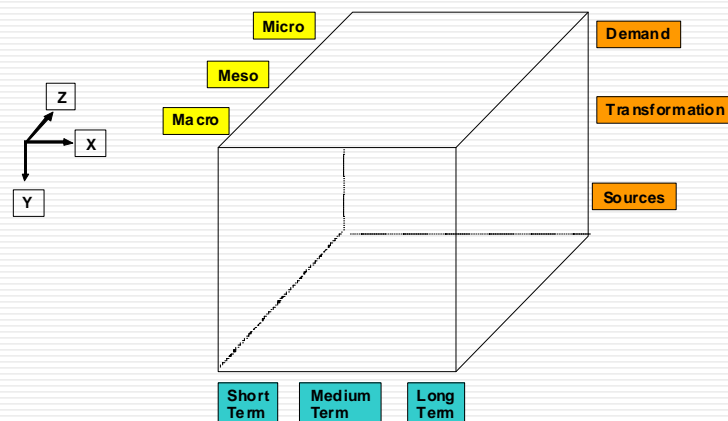 Micro
Demand
Meso
Z
Transformation
Macro
X
Y
Sources
Short
Term
Medium
Term
Long
Term